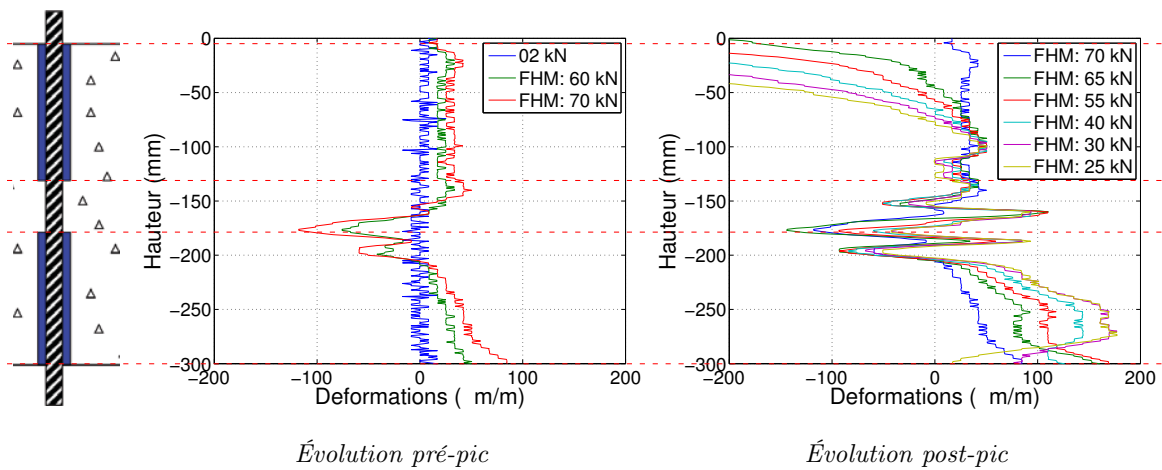 0
−50
−100
−150
−200
−250
−300
Hauteur (mm)
−200
−100
0
100
200
Deformations ( m/m)
02 kN
FHM: 60 kN
FHM: 70 kN
Évolution pré-pic
0
−50
−100
−150
−200
−250
−300
Hauteur (mm)
−200
−100
0
100
200
Deformations ( m/m)
FHM: 70 kN
FHM: 65 kN
FHM: 55 kN
FHM: 40 kN
FHM: 30 kN
FHM: 25 kN
Évolution post-pic